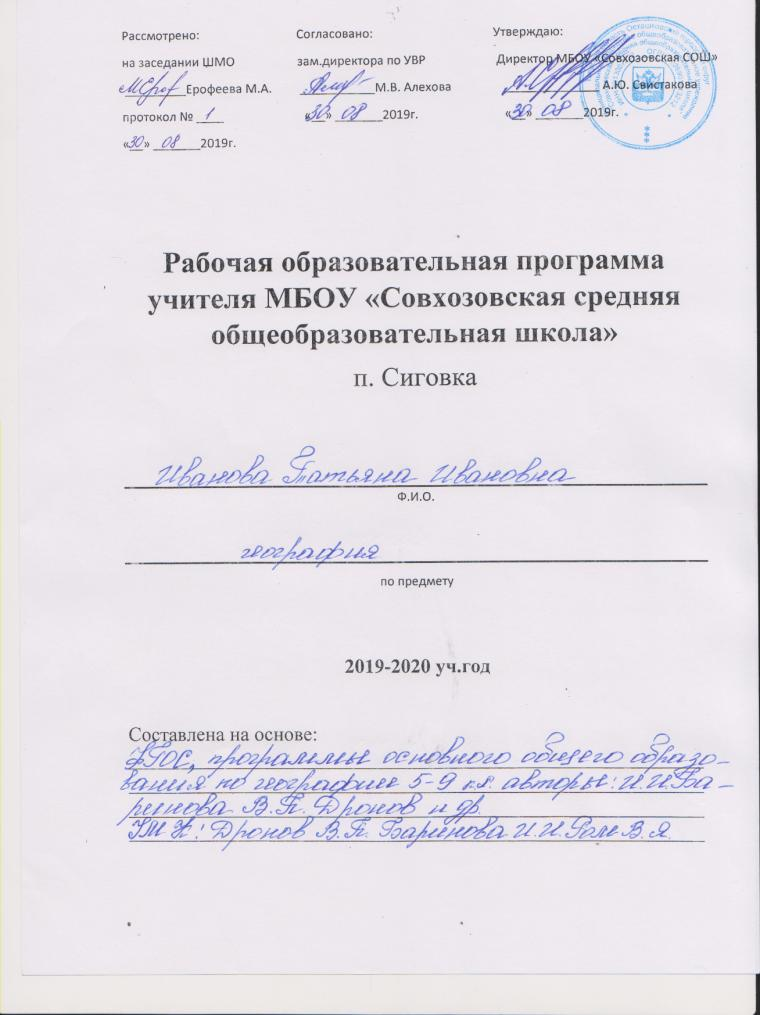 Рассмотрено:
на заседании ШМО
Ерофеева М.А.
протокол № 1
«30» 08 2019г.
Согласовано:
зам.директора по УВР
М.В. Алехова
«30» 08 2019г.
Утверждаю:
Директор МБОУ «Совхозовская СОШ»
А.Ю. Свистакова
«30» 08 2019г.
Рабочая образовательная программа
учителя МБОУ «Совхозовская средняя
общеобразовательная школа»
п. Сиговка
Иванова Татьяна Ивановна
Ф.И.О.
география
по предмету
2019-2020 уч.год
Составлена на основе:
ФГОС, программы основного общего образо-
вания по географии 5-9 кл. авторы: И.И.Ба-
ринова В.П. Дронов и др.
УМК: Дронов В.П. Баринова И.И. Ром В.Я.